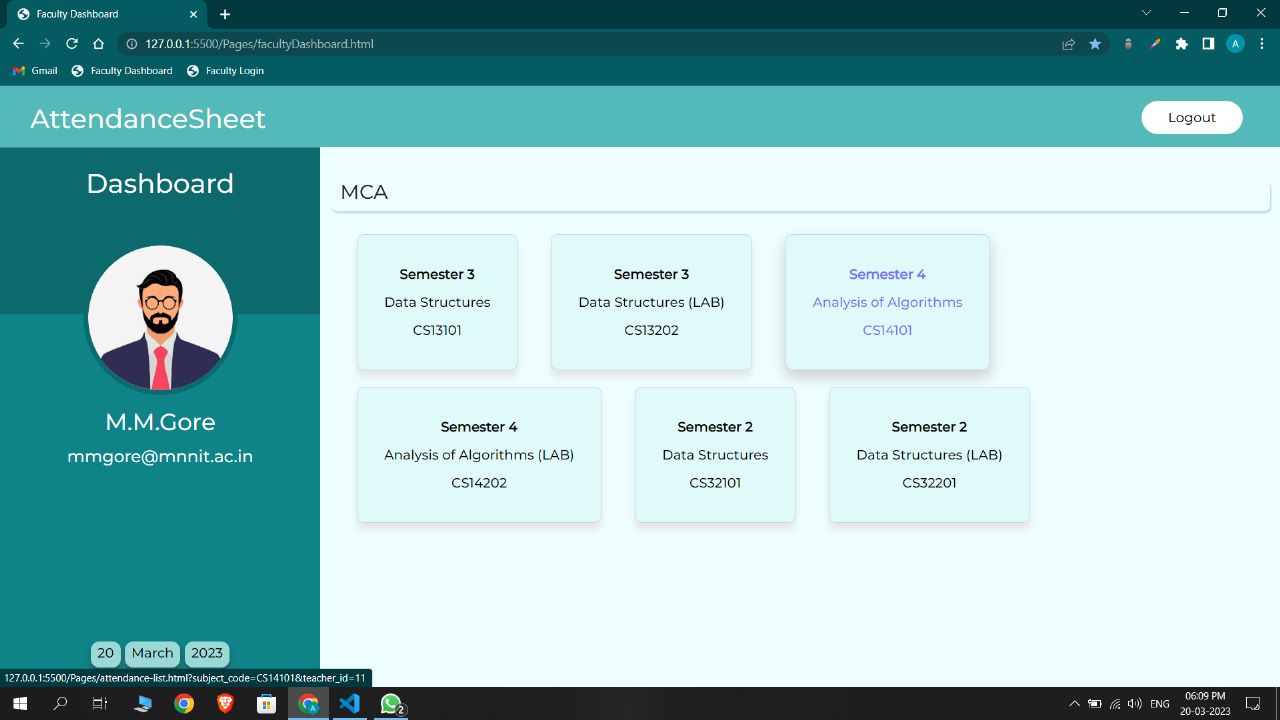 Faculty Dashboard
127.0.0.1:5500/Pages/facultyDashboard.html
A
Gmail
Faculty Dashboard
Faculty Login
AttendanceSheet
Logout
Dashboard
M.M.Gore
mmgore@mnnit.ac.in
20 March 2023
MCA
Semester 3
Data Structures
CS13101
Semester 3
Data Structures (LAB)
CS13202
Semester 4
Analysis of Algorithms
CS14101
Semester 4
Analysis of Algorithms (LAB)
CS14202
Semester 2
Data Structures
CS32101
Semester 2
Data Structures (LAB)
CS32201
127.0.0.1:5500/Pages/attendance-list.html?subject_code=CS14101&teacher_id=11
A
2
ENG
06:09 PM
20-03-2023